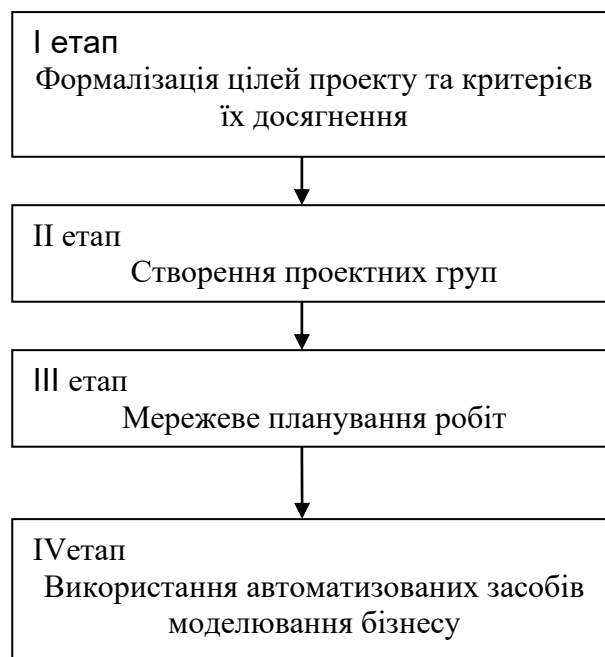 І етап
Формалізація цілей проекту та критерієв
їх досягнення
ІІ етап
Створення проектних груп
ІІІ етап
Мережеве планування робіт
IVетап
Використання автоматизованих засобів
моделювання бізнесу